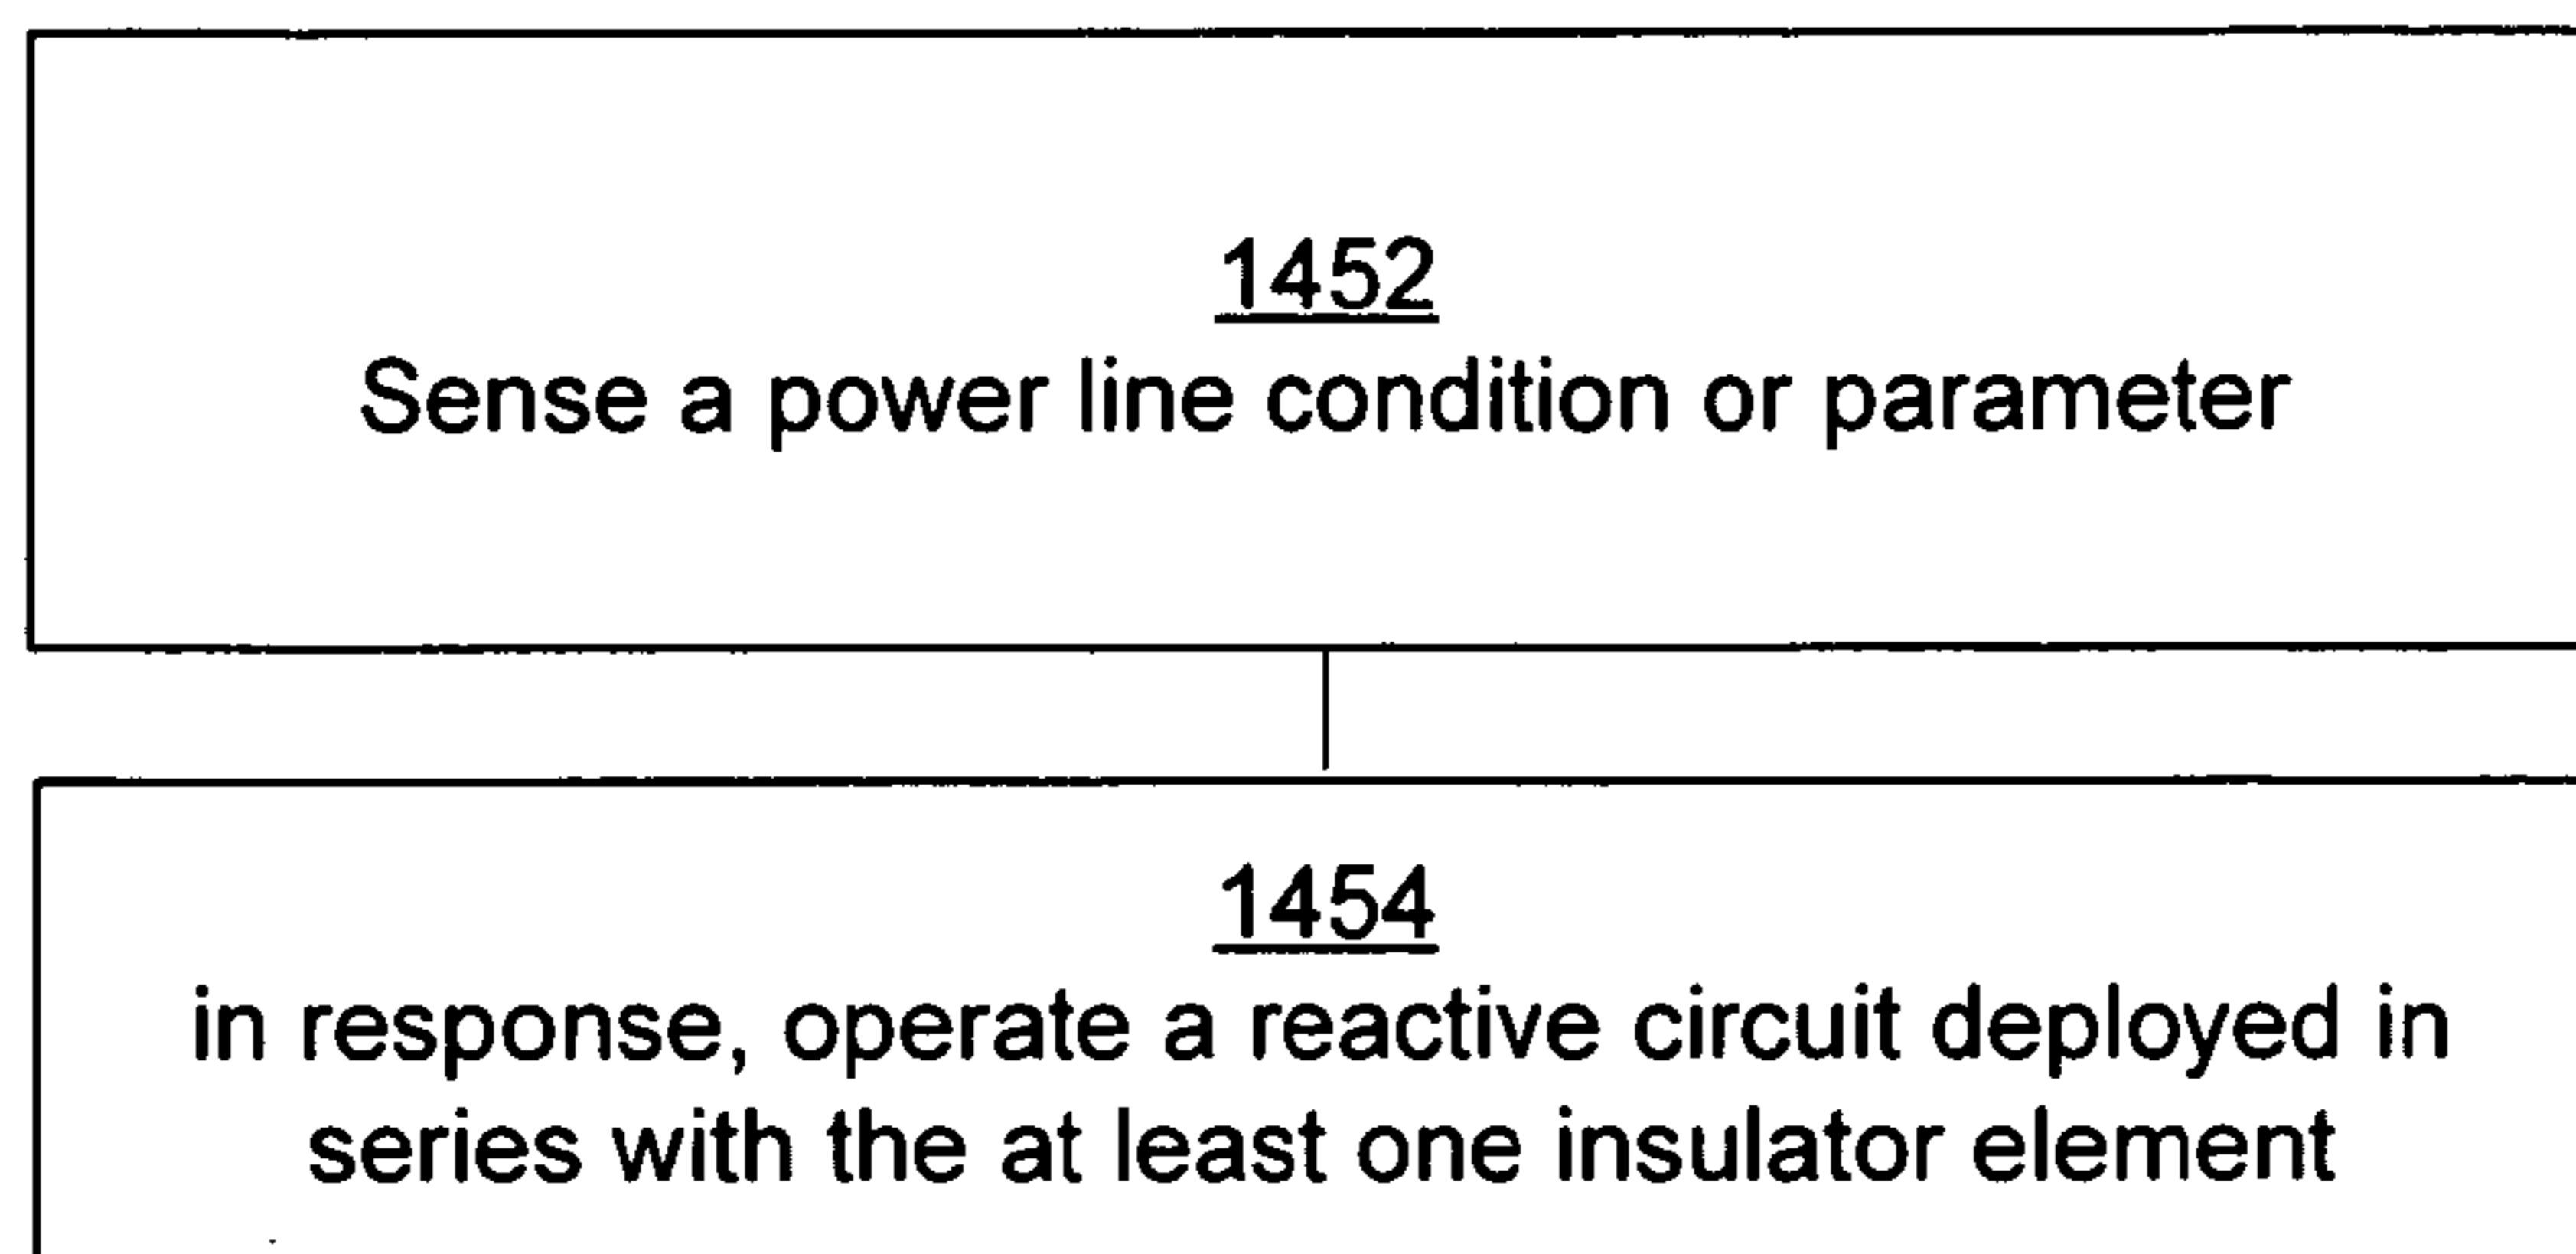 1452
Sense a power line condition or parameter
1454
in response, operate a reactive circuit deployed in
series with the at least one insulator element